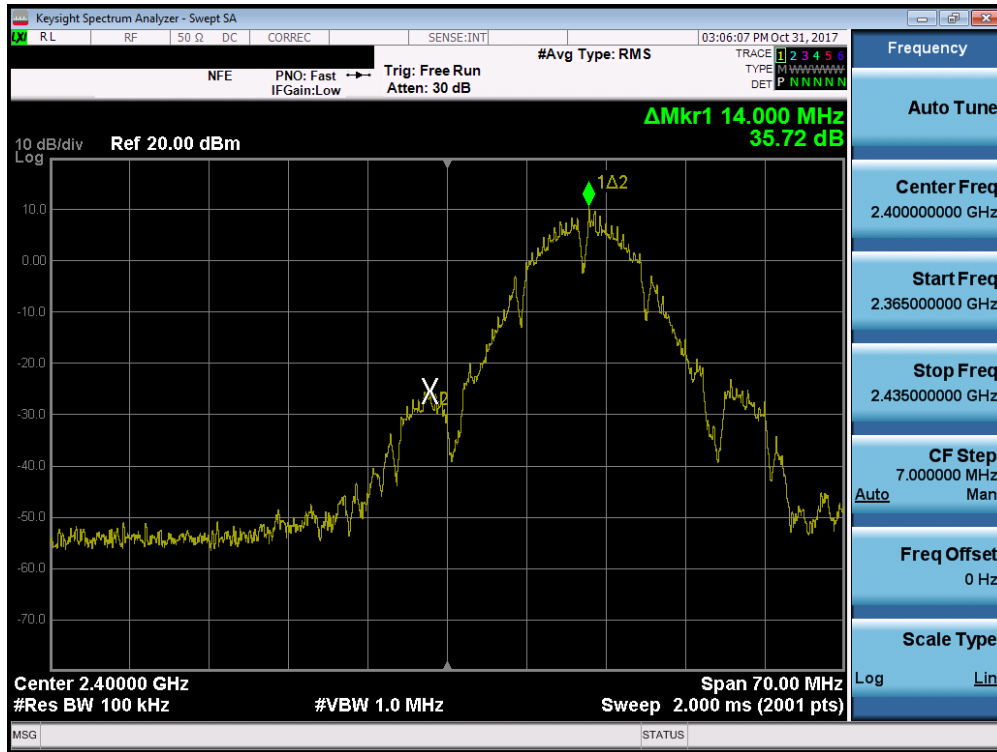 Keysight Spectrum Analyzer - Swept SA
LXI RL RF 50 Ω DC CORREC SENSE:INT 03:06:07 PM Oct 31, 2017
NFE PNO: Fast Trig: Free Run #Avg Type: RMS TRACE 1 2 3 4 5 6
IFGain:Low Atten: 30 dB TYPE M WWWWW
DET P N N N N N
ΔMkr1 14.000 MHz
35.72 dB
10 dB/div Ref 20.00 dBm
Log
1Δ2
10.0
0.00
-10.0
-20.0
X2
-30.0
-40.0
-50.0
-60.0
-70.0
Center 2.40000 GHz Span 70.00 MHz
#Res BW 100 kHz #VBW 1.0 MHz Sweep 2.000 ms (2001 pts)
MSG STATUS
Frequency
Auto Tune
Center Freq
2.400000000 GHz
Start Freq
2.365000000 GHz
Stop Freq
2.435000000 GHz
CF Step
7.000000 MHz
Auto Man
Freq Offset
0 Hz
Scale Type
Log Lin